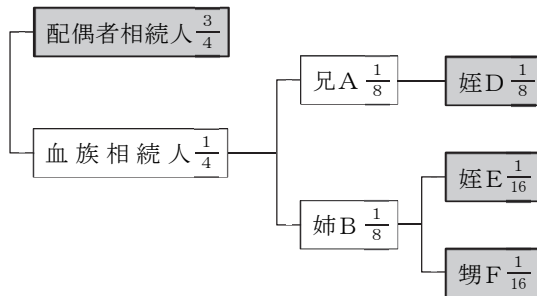 配偶者相続人 3/4
血族相続人 1/4
兄A 1/8
姪D 1/8
姉B 1/8
姪E 1/16
甥F 1/16